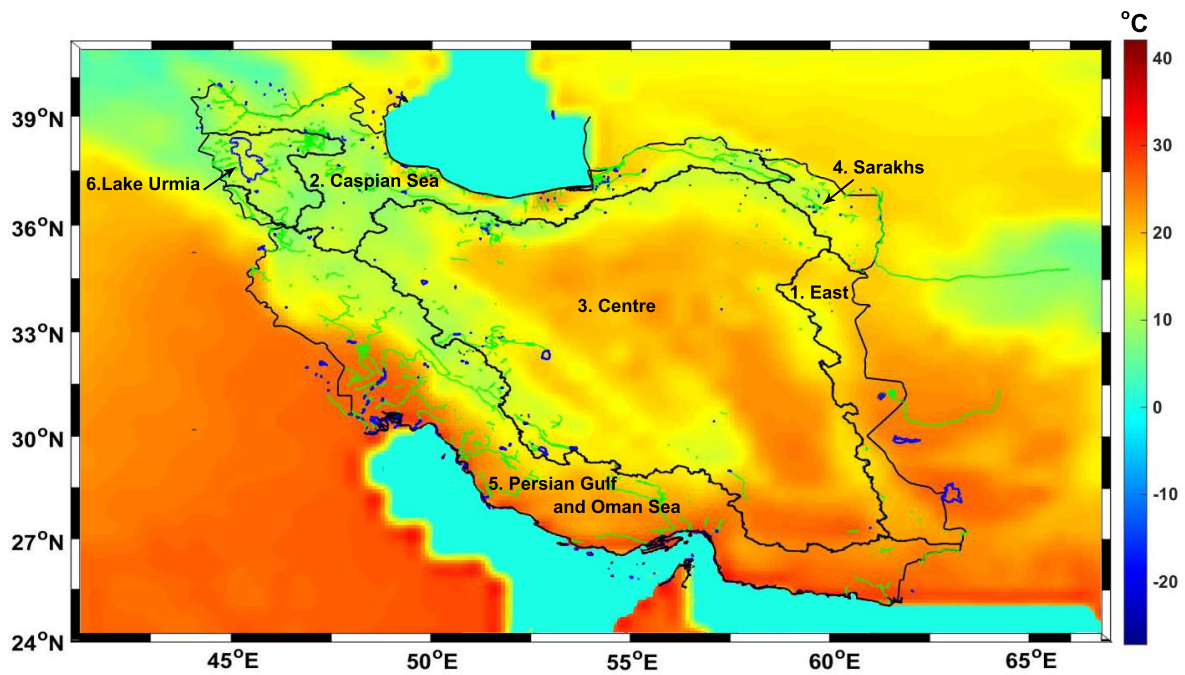 °C
40
39°N
30
4. Sarakhs
6.Lake Urmia
2. Caspian Sea
36°N
20
1. East
3. Centre
33°N
10
0
30°N
5. Persian Gulf
and Oman Sea
-10
27°N
-20
24°N
45°E
50°E
55°E
60°E
65°E